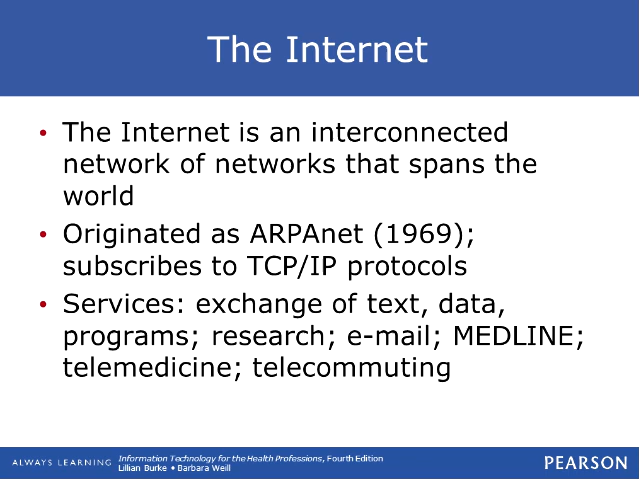 The Internet
• The Internet is an interconnected
network of networks that spans the
world
• Originated as ARPAnet (1969);
subscribes to TCP/IP protocols
• Services: exchange of text, data,
programs; research; e-mail; MEDLINE;
telemedicine; telecommuting
ALWAYS LEARNING
Information Technology for the Health Professions, Fourth Edition
Lillian Burke ♦ Barbara Weill
PEARSON